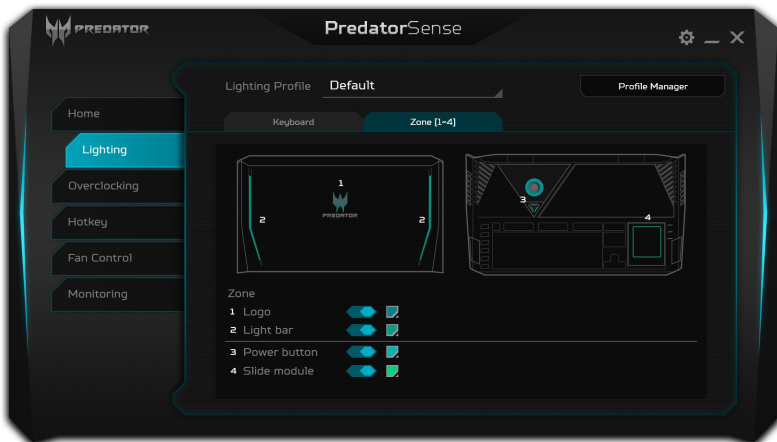 PREDATOR
PredatorSense
Lighting Profile Default
Profile Manager
Home
Lighting
Overclocking
Hotkey
Fan Control
Monitoring
Keyboard
Zone [1~4]
1
PREDATOR
2
2
3
4
Zone
1 Logo
2 Light bar
3 Power button
4 Slide module